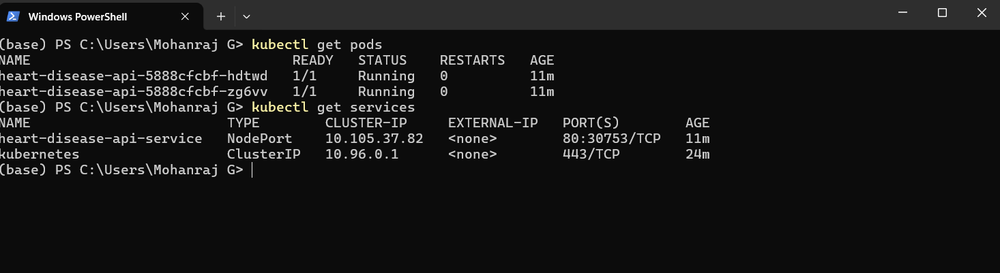 Windows PowerShell
(base) PS C:\Users\Mohanraj G> kubectl get pods
NAME READY STATUS RESTARTS AGE
heart-disease-api-5888cfcbf-hdtwd 1/1 Running 0 11m
heart-disease-api-5888cfcbf-zg6vv 1/1 Running 0 11m
(base) PS C:\Users\Mohanraj G> kubectl get services
NAME TYPE CLUSTER-IP EXTERNAL-IP PORT(S) AGE
heart-disease-api-service NodePort 10.105.37.82 <none> 80:30753/TCP 11m
kubernetes ClusterIP 10.96.0.1 <none> 443/TCP 24m
(base) PS C:\Users\Mohanraj G>